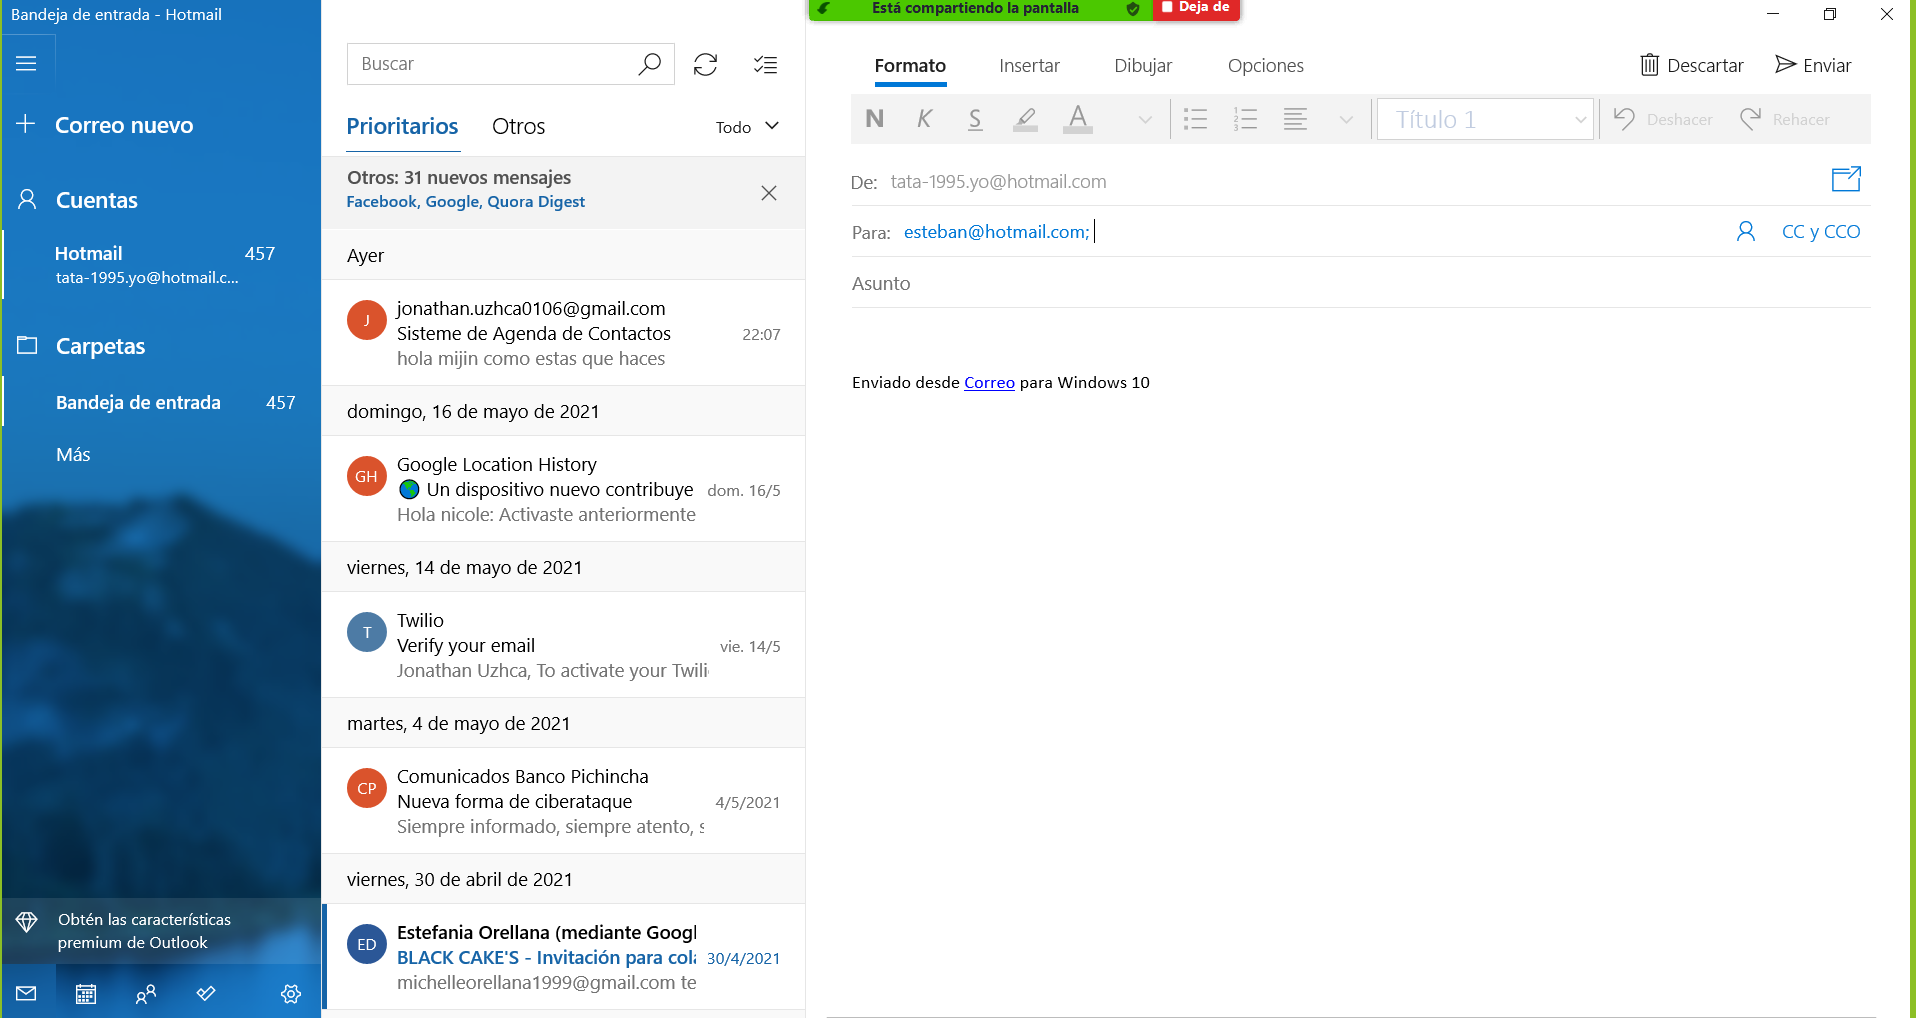 Bandeja de entrada - Hotmail
Correo nuevo
Cuentas
Hotmail 457
tata-1995.yo@hotmail.c...
Carpetas
Bandeja de entrada 457
Más
Obtén las características
premium de Outlook
Buscar
Prioritarios Otros Todo
Otros: 31 nuevos mensajes
Facebook, Google, Quora Digest
Ayer
J
jonathan.uzhca0106@gmail.com
Sisteme de Agenda de Contactos 22:07
hola mijin como estas que haces
domingo, 16 de mayo de 2021
GH
Google Location History
Un dispositivo nuevo contribuye dom. 16/5
Hola nicole: Activaste anteriormente
viernes, 14 de mayo de 2021
T
Twilio
Verify your email vie. 14/5
Jonathan Uzhca, To activate your Twili
martes, 4 de mayo de 2021
CP
Comunicados Banco Pichincha
Nueva forma de ciberataque 4/5/2021
Siempre informado, siempre atento, s
viernes, 30 de abril de 2021
ED
Estefania Orellana (mediante Googl
BLACK CAKE'S - Invitación para cola 30/4/2021
michelleorellana1999@gmail.com te
Está compartiendo la pantalla Deja de
Formato Insertar Dibujar Opciones Descartar Enviar
N K S A Título 1 Deshacer Rehacer
De: tata-1995.yo@hotmail.com
Para: esteban@hotmail.com; CC y CCO
Asunto
Enviado desde Correo para Windows 10